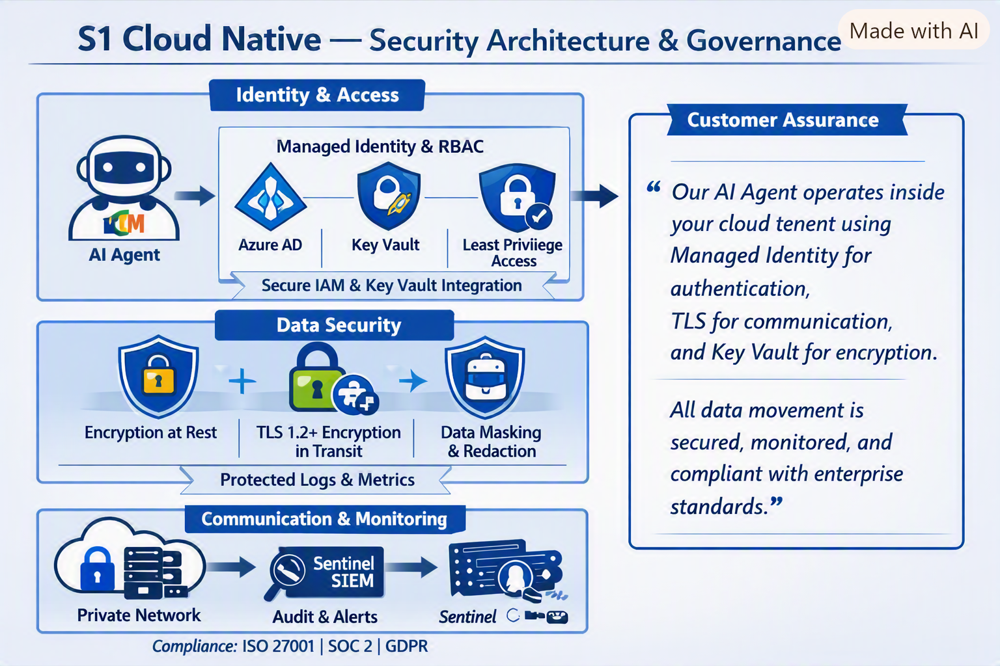 S1 Cloud Native — Security Architecture & Governance
Made with AI
Identity & Access
Managed Identity & RBAC
AI Agent
Azure AD
Key Vault
Least Priviiege
Access
Secure IAM & Key Vault Integration
Data Security
Encryption at Rest
TLS 1.2+ Encryption
in Transit
Data Masking
& Redaction
Protected Logs & Metrics
Communication & Monitoring
Sentinel
SIEM
Private Network
Audit & Alerts
Sentinel
Compliance: ISO 27001 | SOC 2 | GDPR
Customer Assurance
“ Our AI Agent operates inside
your cloud tenent using
Managed Identity for
authentication,
TLS for communication,
and Key Vault for encryption.
All data movement is
secured, monitored, and
compliant with enterprise
standards.”